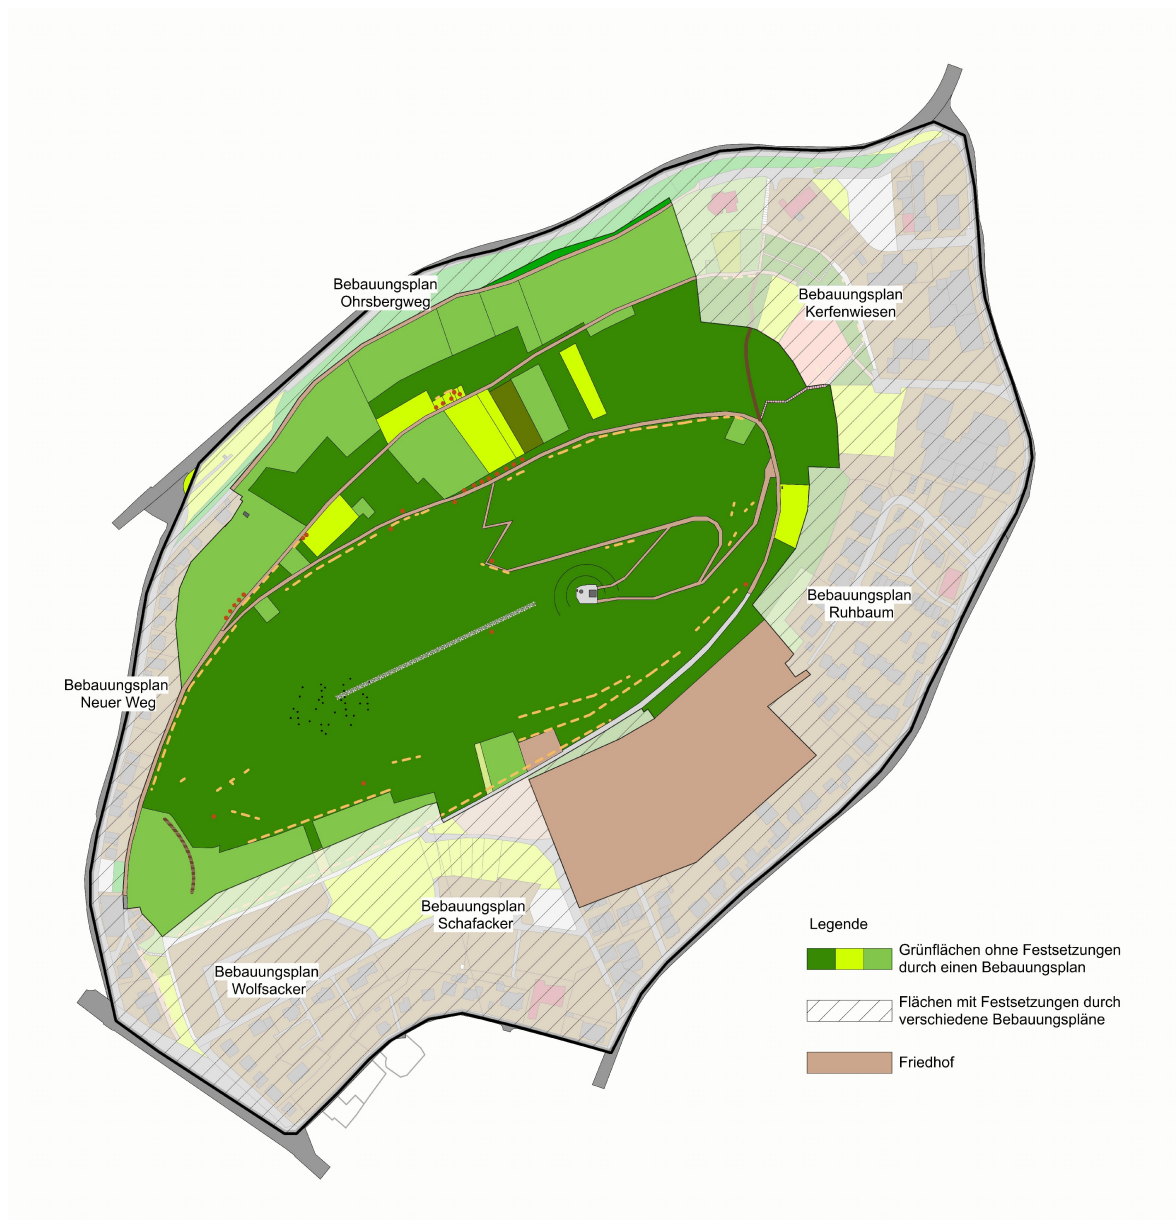 Bebauungsplan
Ohrsbergweg
Bebauungsplan
Kerfenwiesen
Bebauungsplan
Ruhbaum
Bebauungsplan
Neuer Weg
Bebauungsplan
Schafacker
Bebauungsplan
Wolfsacker
Legende
Grünflächen ohne Festsetzungen
durch einen Bebauungsplan
Flächen mit Festsetzungen durch
verschiedene Bebauungspläne
Friedhof